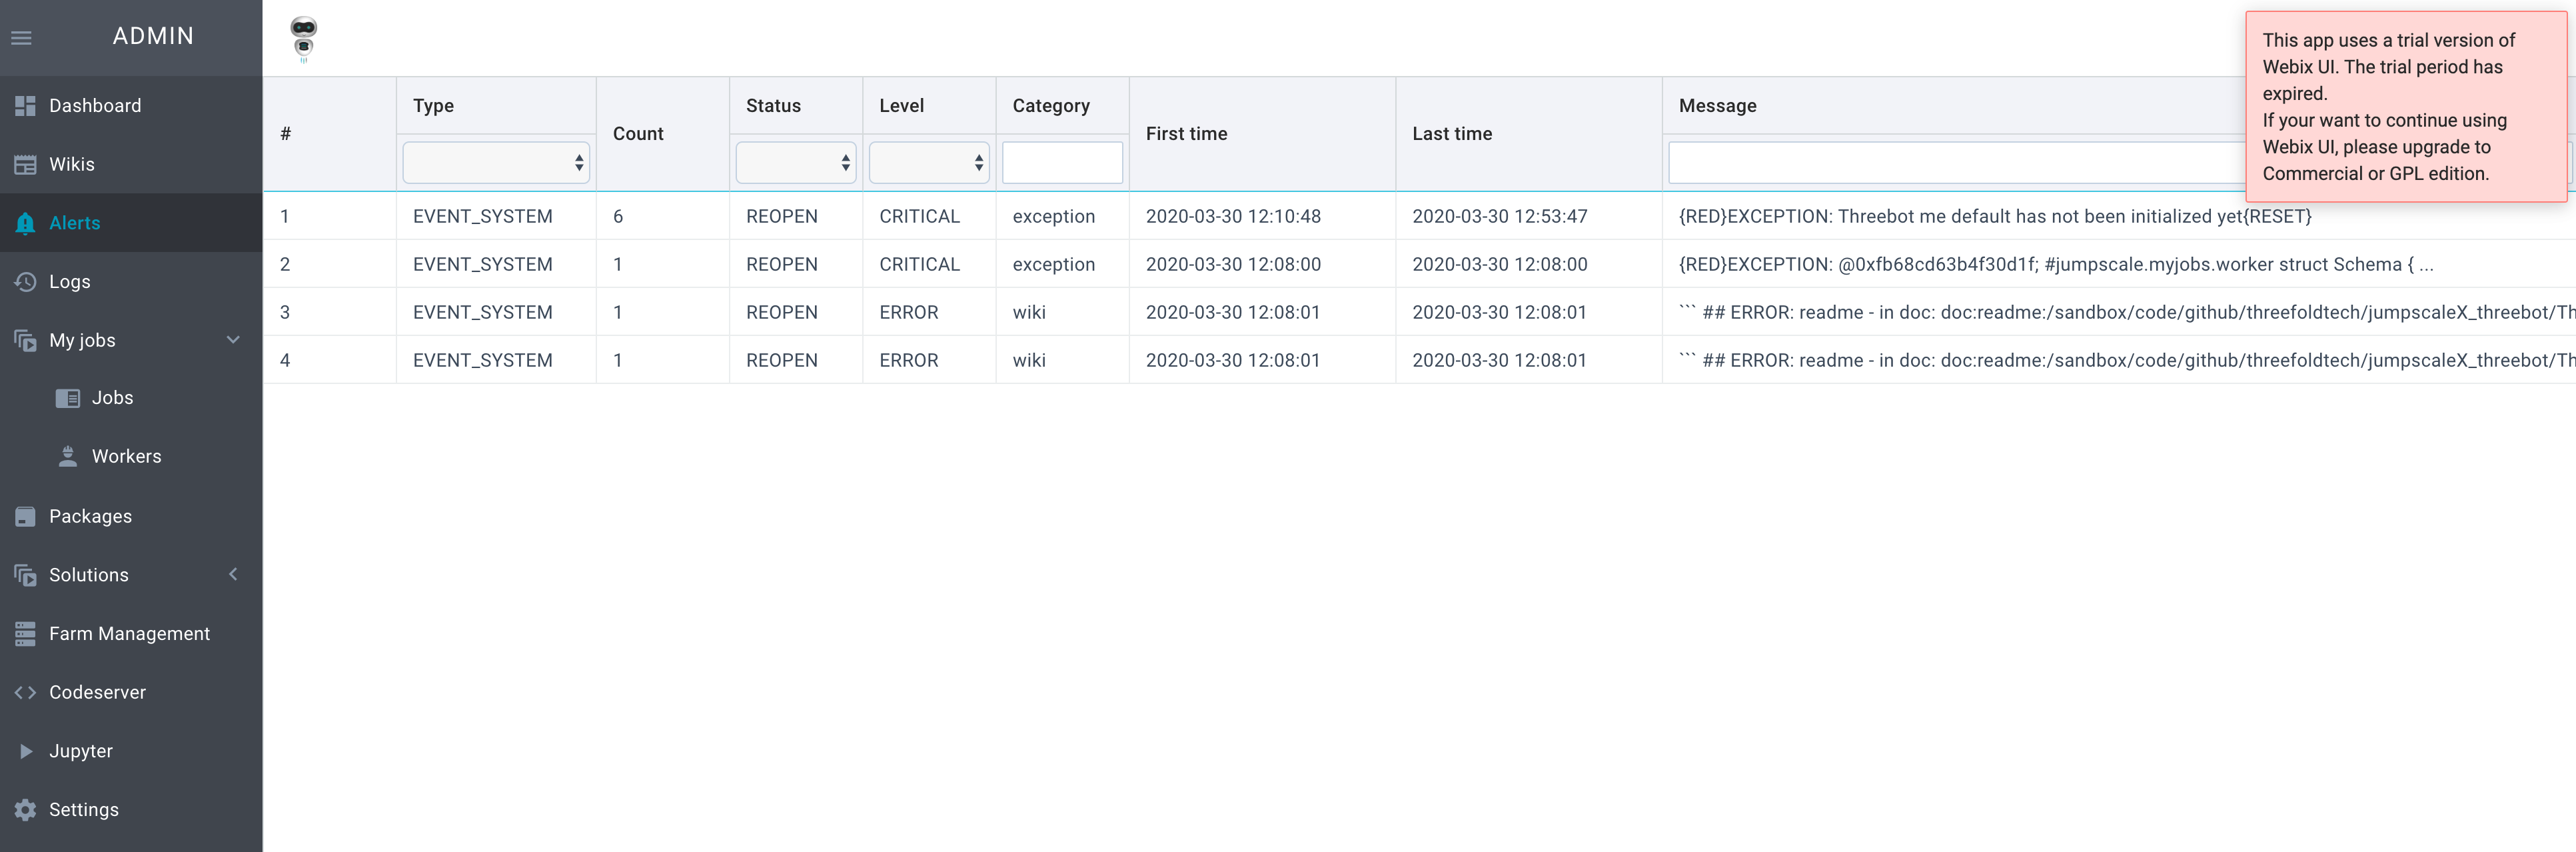 ADMIN
Dashboard
Wikis
Alerts
Logs
My jobs
Jobs
Workers
Packages
Solutions
Farm Management
Codeserver
Jupyter
Settings
# Type Count Status Level Category First time Last time Message
1 EVENT_SYSTEM 6 REOPEN CRITICAL exception 2020-03-30 12:10:48 2020-03-30 12:53:47 {RED}EXCEPTION: Threebot me default has not been initialized yet{RESET}
2 EVENT_SYSTEM 1 REOPEN CRITICAL exception 2020-03-30 12:08:00 2020-03-30 12:08:00 {RED}EXCEPTION: @0xfb68cd63b4f30d1f; #jumpscale.myjobs.worker struct Schema { ...
3 EVENT_SYSTEM 1 REOPEN ERROR wiki 2020-03-30 12:08:01 2020-03-30 12:08:01 ``` ## ERROR: readme - in doc: doc:readme:/sandbox/code/github/threefoldtech/jumpscaleX_threebot/Th
4 EVENT_SYSTEM 1 REOPEN ERROR wiki 2020-03-30 12:08:01 2020-03-30 12:08:01 ``` ## ERROR: readme - in doc: doc:readme:/sandbox/code/github/threefoldtech/jumpscaleX_threebot/Th
This app uses a trial version of
Webix UI. The trial period has
expired.
If your want to continue using
Webix UI, please upgrade to
Commercial or GPL edition.